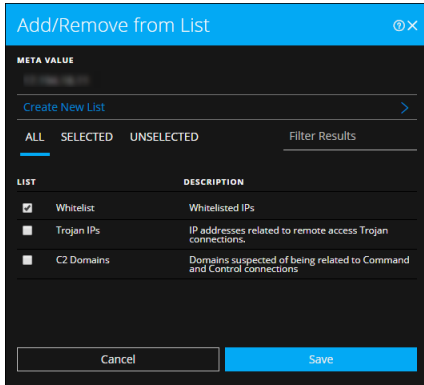 Add/Remove from List
META VALUE
Create New List
ALL SELECTED UNSELECTED Filter Results
LIST DESCRIPTION
Whitelist Whitelisted IPs
Trojan IPs IP addresses related to remote access Trojan
connections.
C2 Domains Domains suspected of being related to Command
and Control connections
Cancel Save